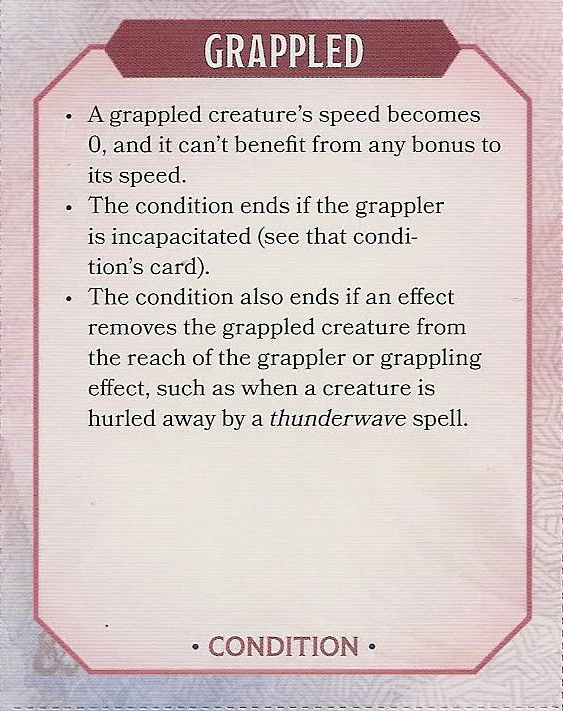 GRAPPLED
• A grappled creature's speed becomes
0, and it can't benefit from any bonus to
its speed.
• The condition ends if the grappler
is incapacitated (see that condi-
tion's card).
• The condition also ends if an effect
removes the grappled creature from
the reach of the grappler or grappling
effect, such as when a creature is
hurled away by a thunderwave spell.
• CONDITION •